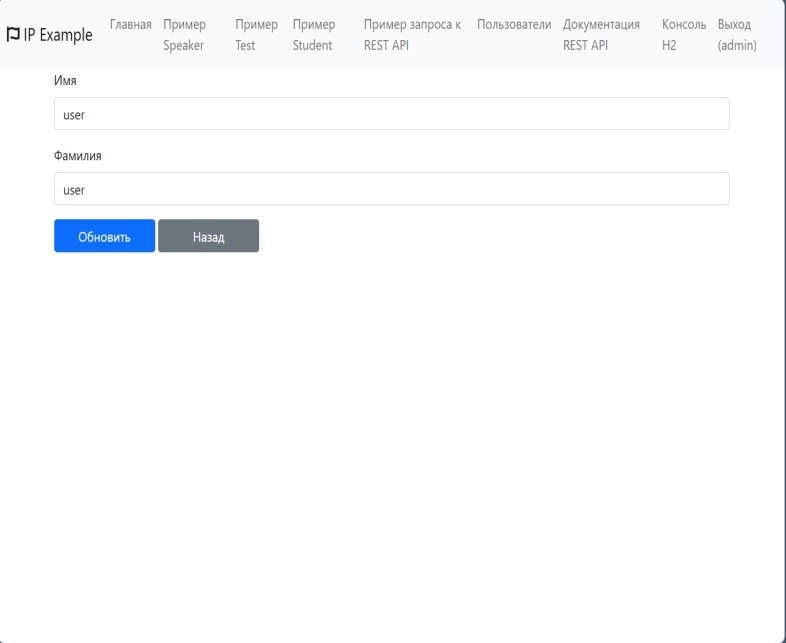 IP Example
Главная Пример Пример Пример Пример запроса к Пользователи Документация Консоль Выход
Speaker Test Student REST API REST API H2 (admin)
Имя
user
Фамилия
user
Обновить Назад